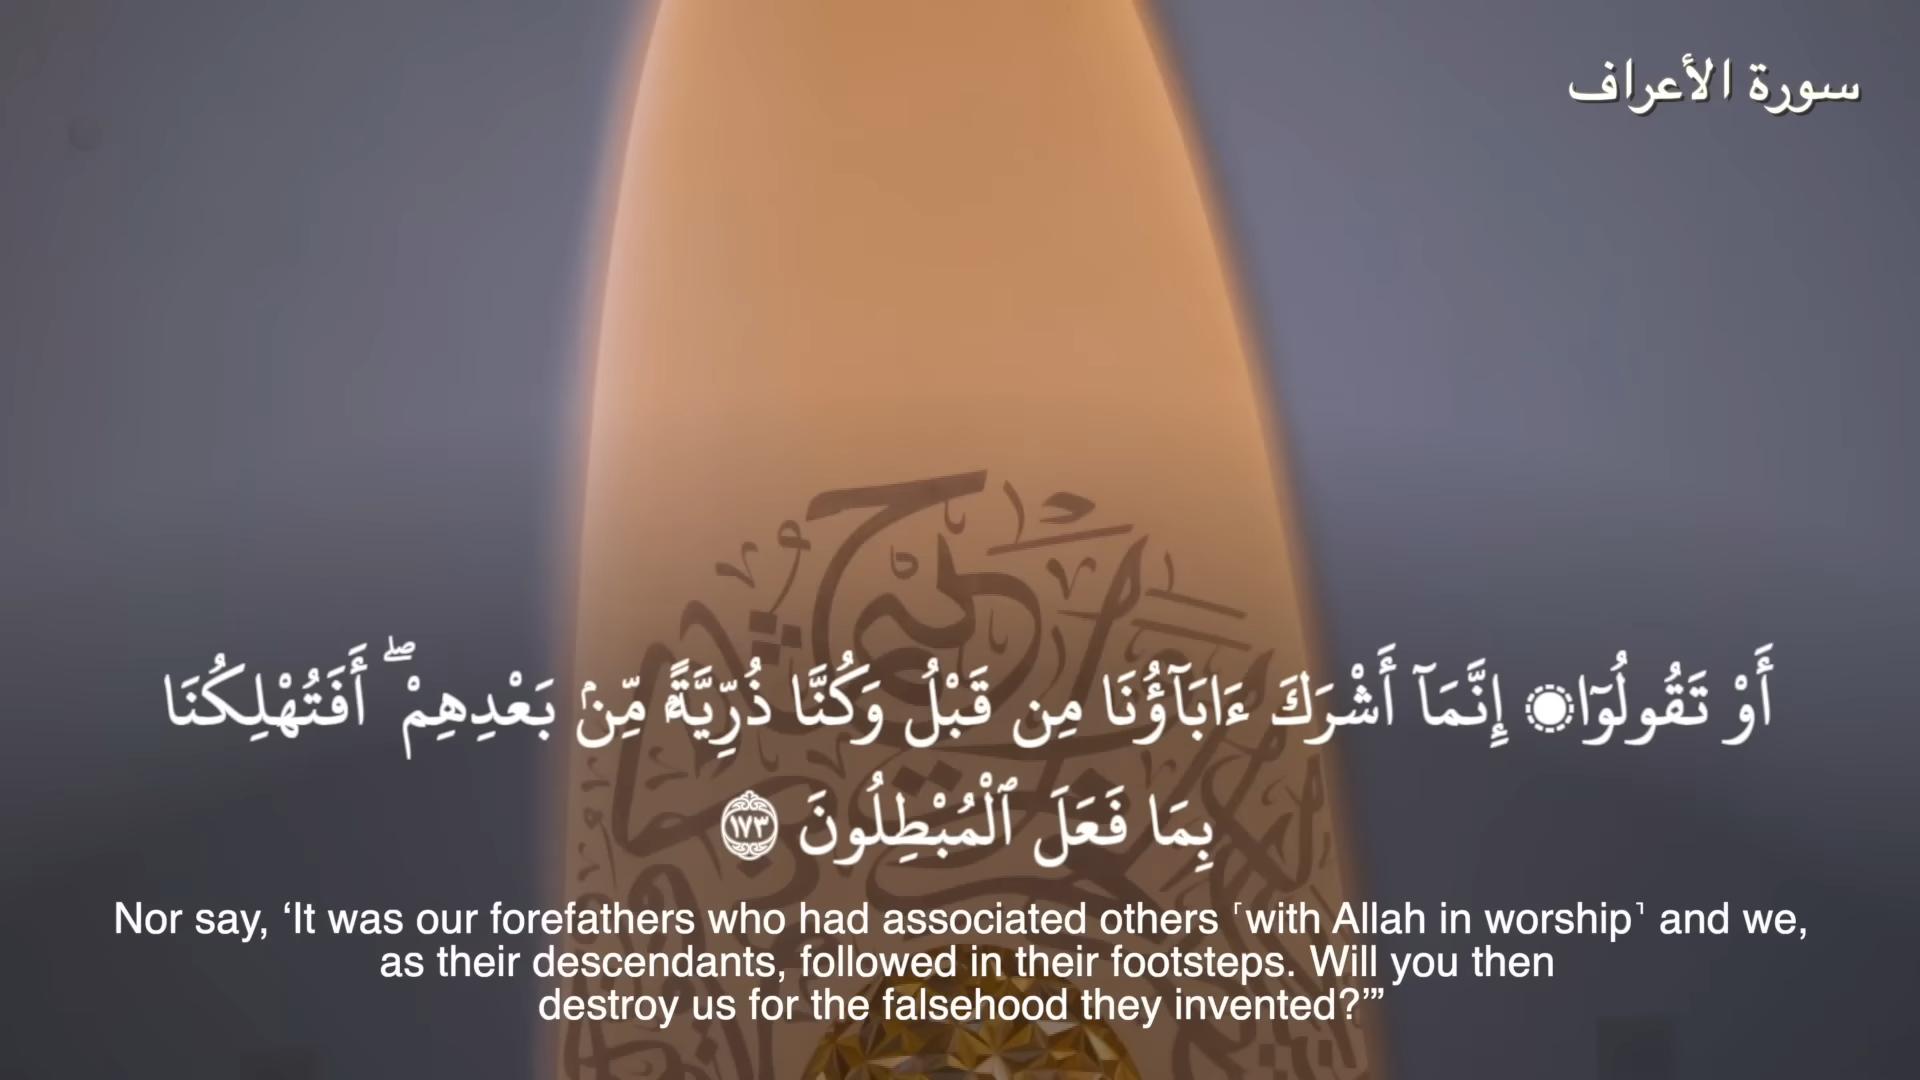 سورة الأعراف
أَوْ تَقُولُوٓا۟ إِنَّمَآ أَشْرَكَ ءَابَآؤُنَا مِن قَبْلُ وَكُنَّا ذُرِّيَّةً مِّنۢ بَعْدِهِمْ ۖ أَفَتُهْلِكُنَا
بِمَا فَعَلَ ٱلْمُبْطِلُونَ ١٧٣
Nor say, ‘It was our forefathers who had associated others ˹with Allah in worship˺ and we,
as their descendants, followed in their footsteps. Will you then
destroy us for the falsehood they invented?’”